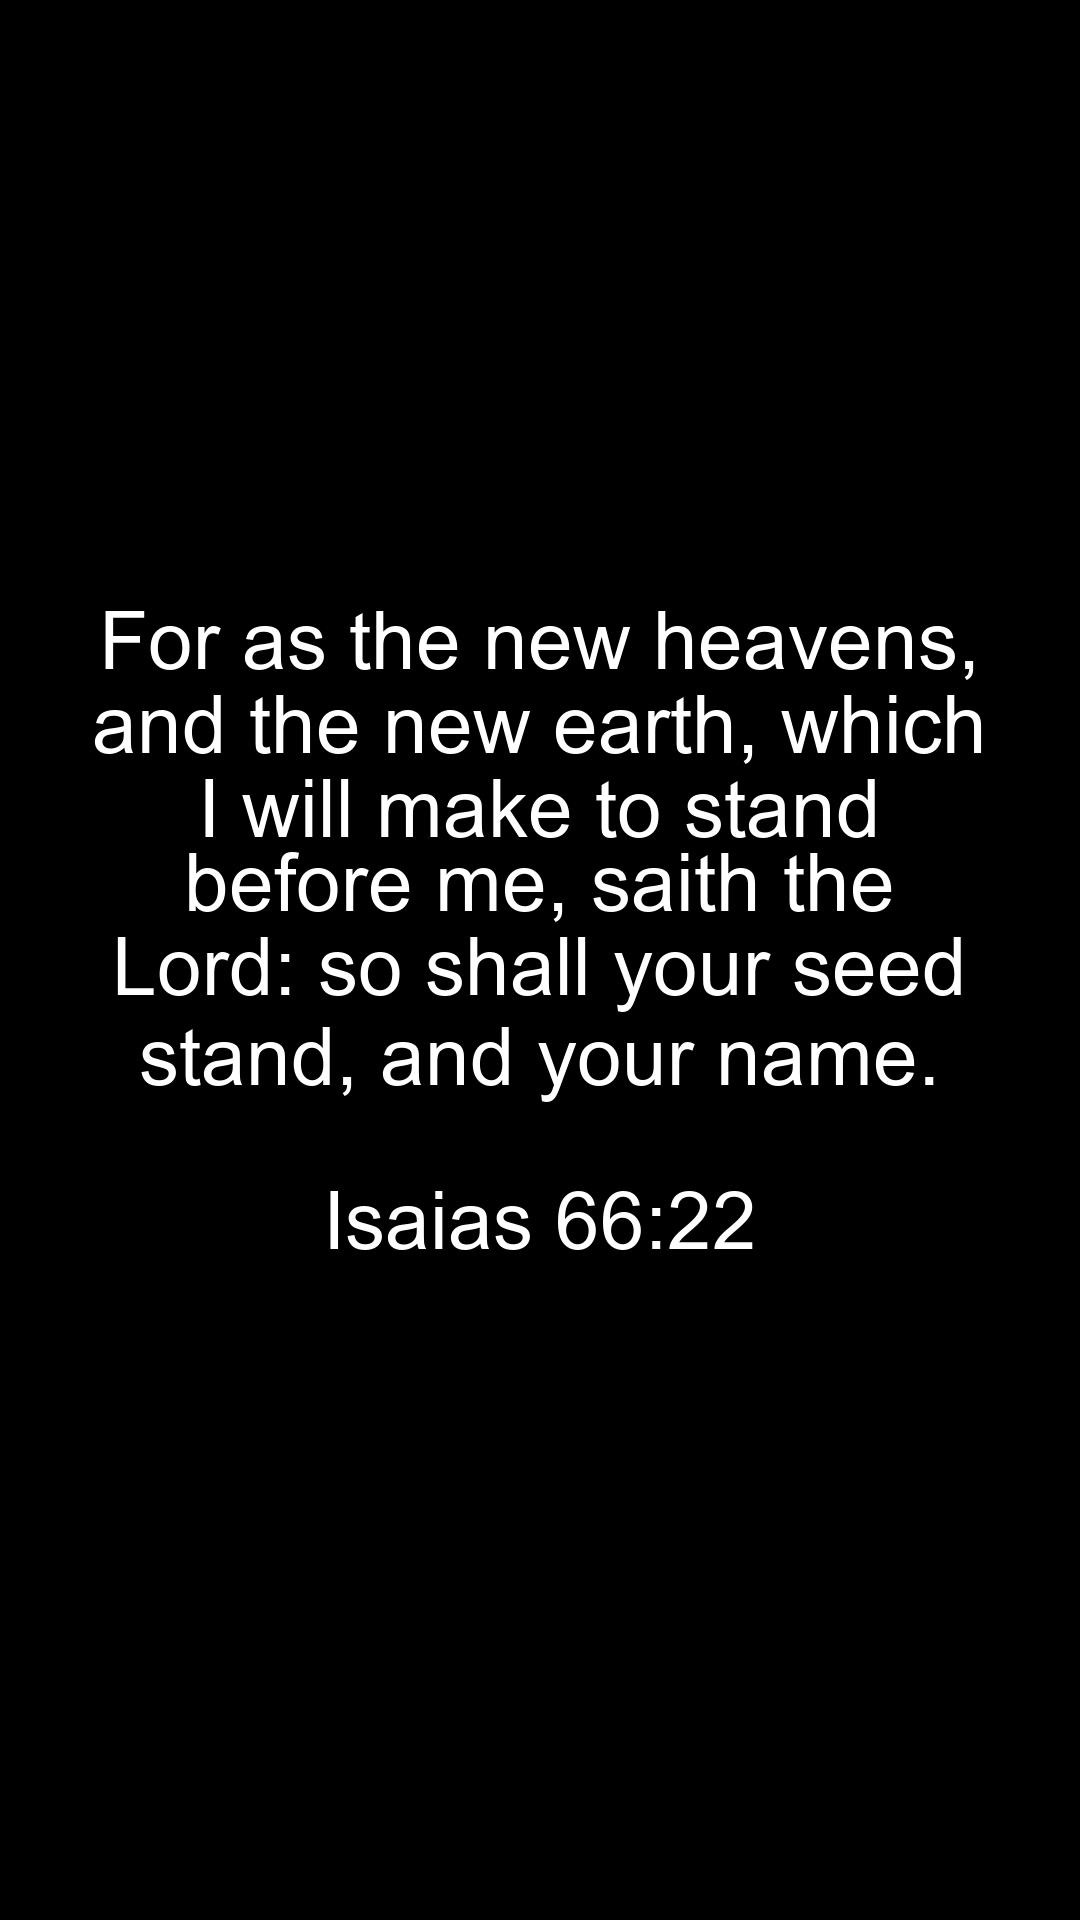 For as the new heavens,
and the new earth, which
I will make to stand
before me, saith the
Lord: so shall your seed
stand, and your name.
Isaias 66:22